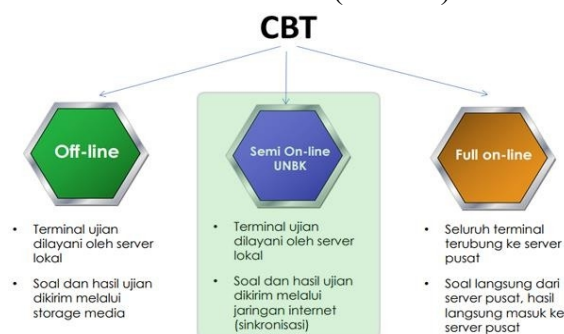 CBT
Off-line
Semi On-line
UNBK
Full on-line
• Terminal ujian
dilayani oleh server
lokal
• Soal dan hasil ujian
dikirim melalui
storage media
• Terminal ujian
dilayani oleh server
lokal
• Soal dan hasil ujian
dikirim melalui
jaringan internet
(sinkronisasi)
• Seluruh terminal
terubung ke server
pusat
• Soal langsung dari
server pusat, hasil
langsung masuk ke
server pusat